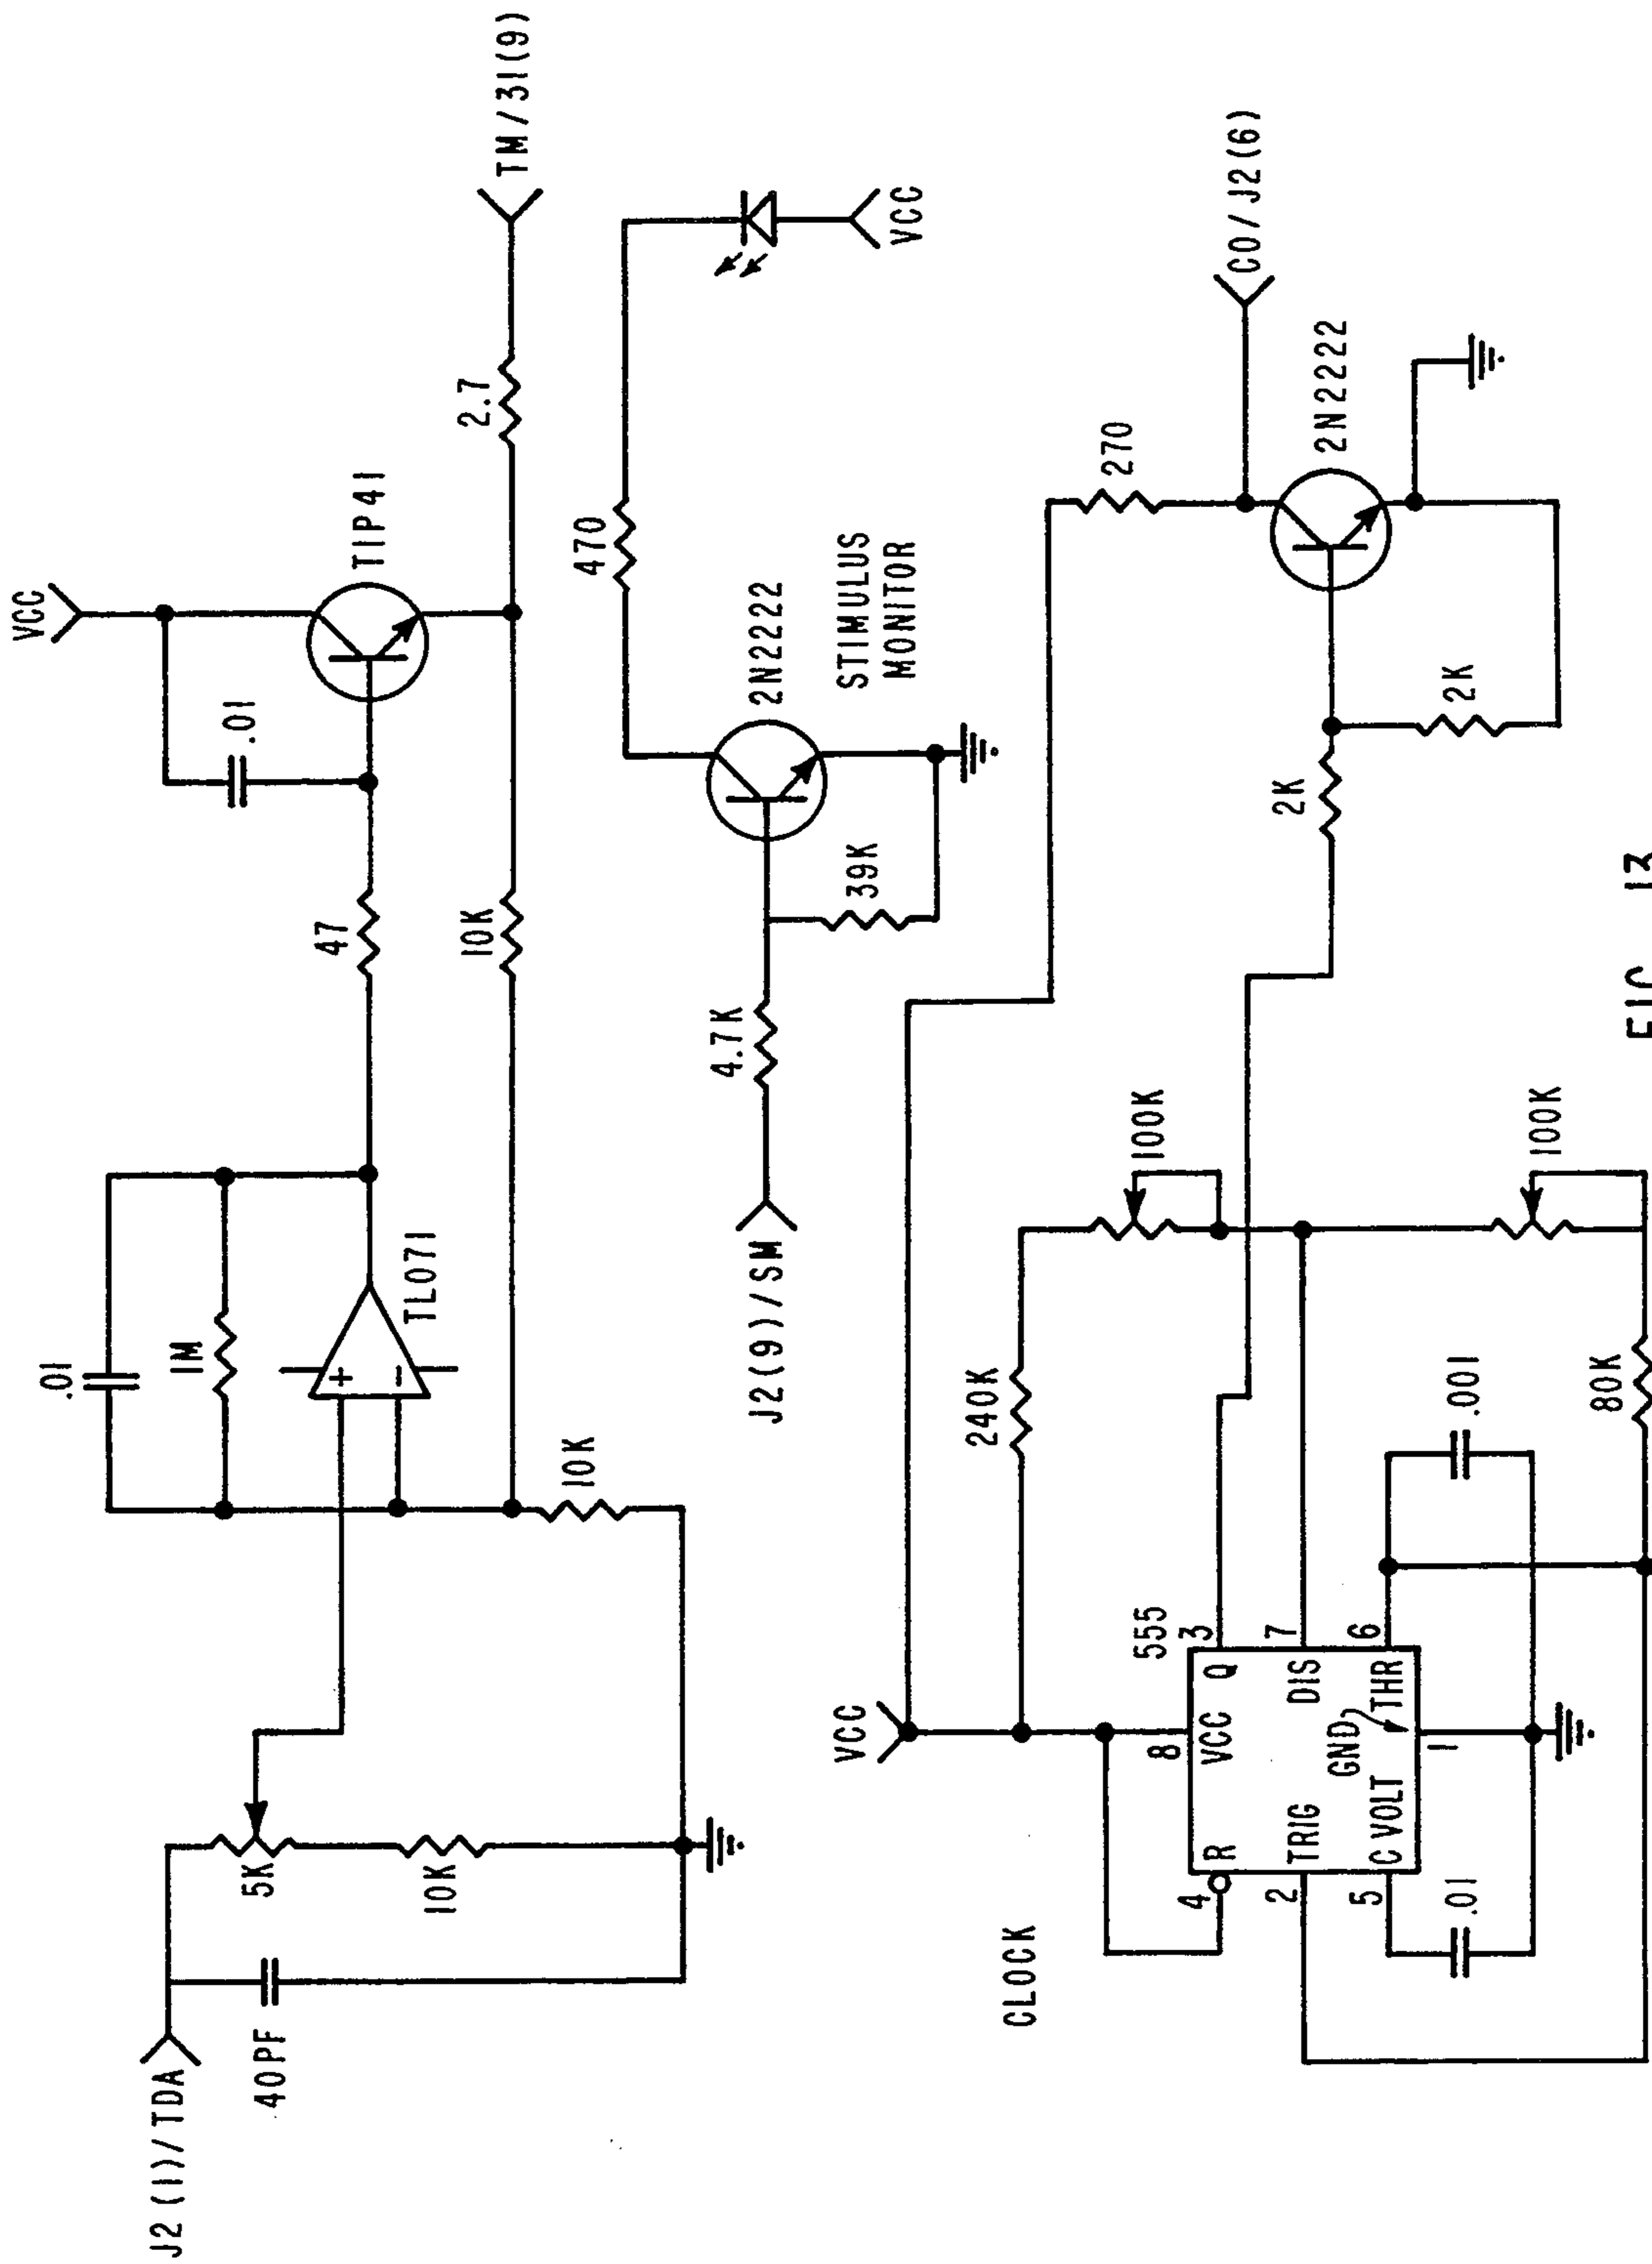 VCC
J2(1)/TDA
40PF
5K
10K
.01
1M
+
-
TL071
10K
47
.01
TIP41
10K
2.7
TM/31(9)
J2(9)/SM
4.7K
39K
2N2222
STIMULUS
MONITOR
470
VCC
CLOCK
VCC
555
4
R
8
VCC
3
Q
2
TRIG
7
DIS
5
C VOLT
GND
1
6
THR
.01
.001
240K
100K
100K
80K
2K
2K
270
2N2222
CO/J2(6)
FIG. 13